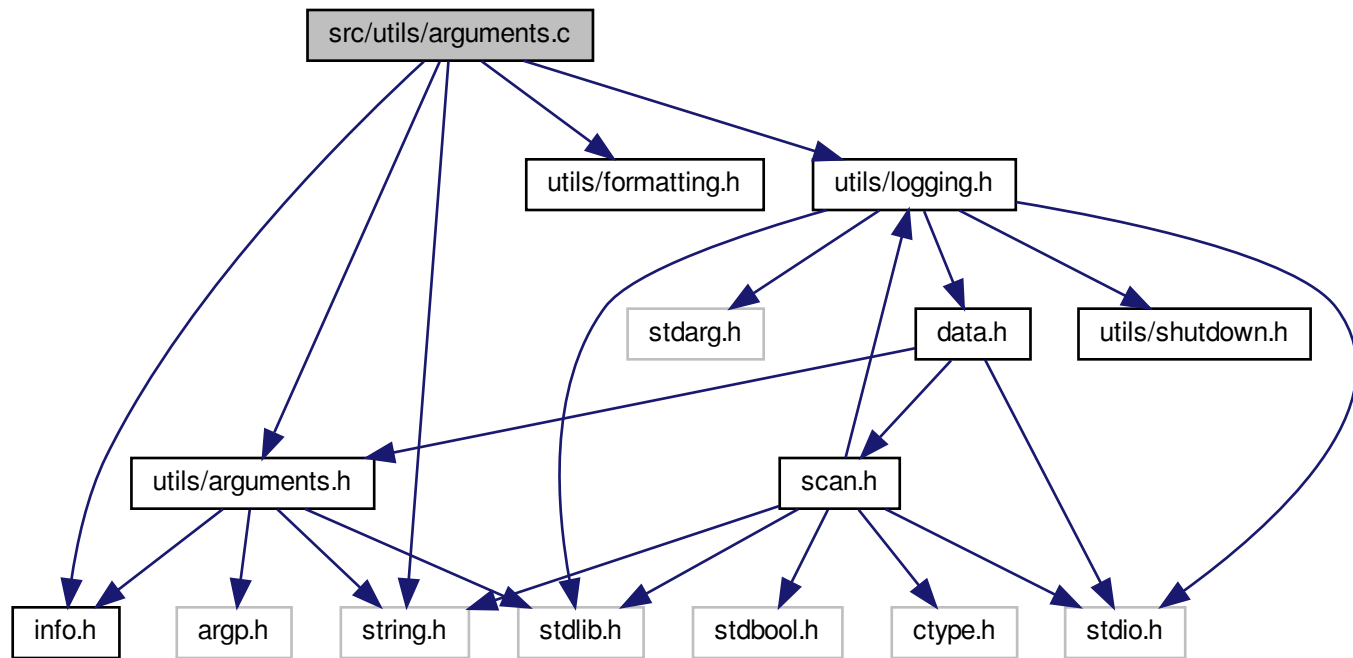 src/utils/arguments.c
utils/formatting.h
utils/logging.h
stdarg.h
data.h
utils/shutdown.h
utils/arguments.h
scan.h
info.h
argp.h
string.h
stdlib.h
stdbool.h
ctype.h
stdio.h